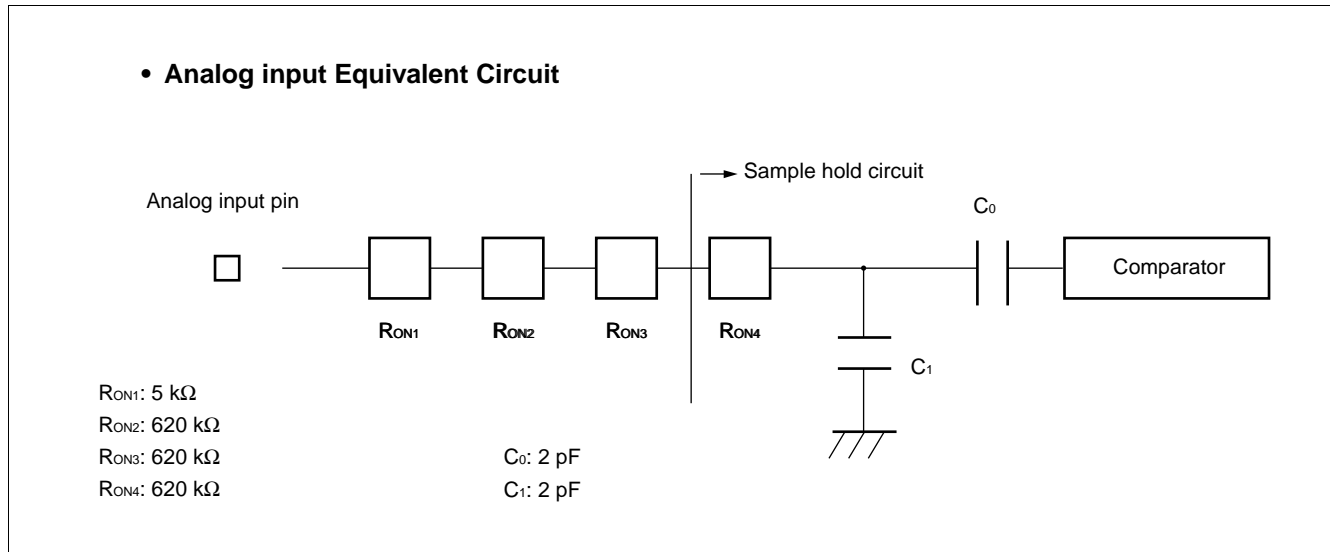 • Analog input Equivalent Circuit
Sample hold circuit
Analog input pin
C0
Comparator
RON1
RON2
RON3
RON4
C1
RON1: 5 kΩ
RON2: 620 kΩ
RON3: 620 kΩ
RON4: 620 kΩ
C0: 2 pF
C1: 2 pF